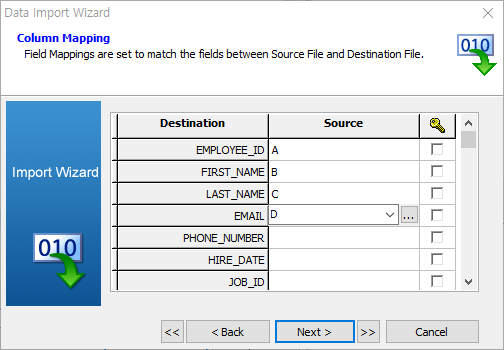 Data Import Wizard
Column Mapping
Field Mappings are set to match the fields between Source File and Destination File.
010
Import Wizard
010
Destination Source
EMPLOYEE_ID A
FIRST_NAME B
LAST_NAME C
EMAIL D ...
PHONE_NUMBER
HIRE_DATE
JOB_ID
<< < Back Next > >> Cancel